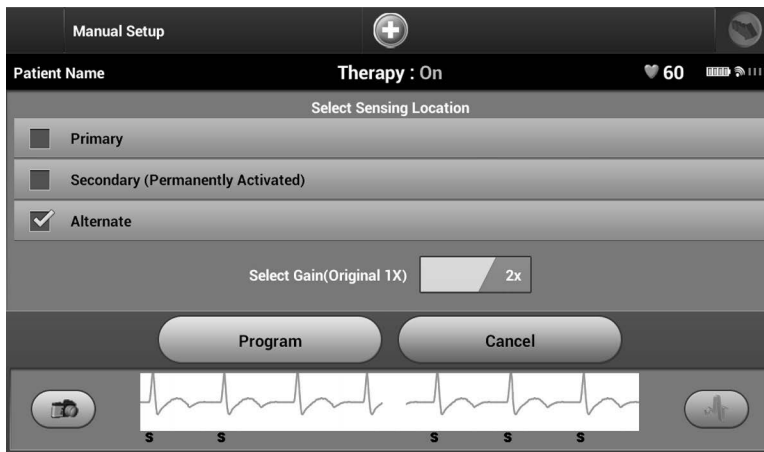 Manual Setup
Patient Name Therapy : On 60
Select Sensing Location
Primary
Secondary (Permanently Activated)
Alternate
Select Gain(Original 1X) 2x
Program Cancel
S S S S S